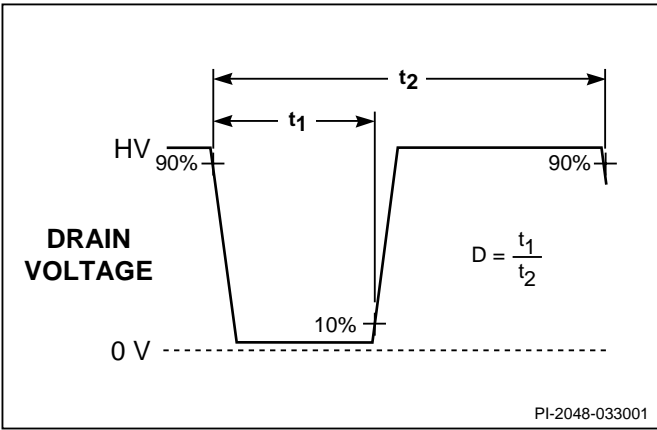 t2
t1
HV
90%
90%
DRAIN
VOLTAGE
D = t1
t2
10%
0 V
PI-2048-033001